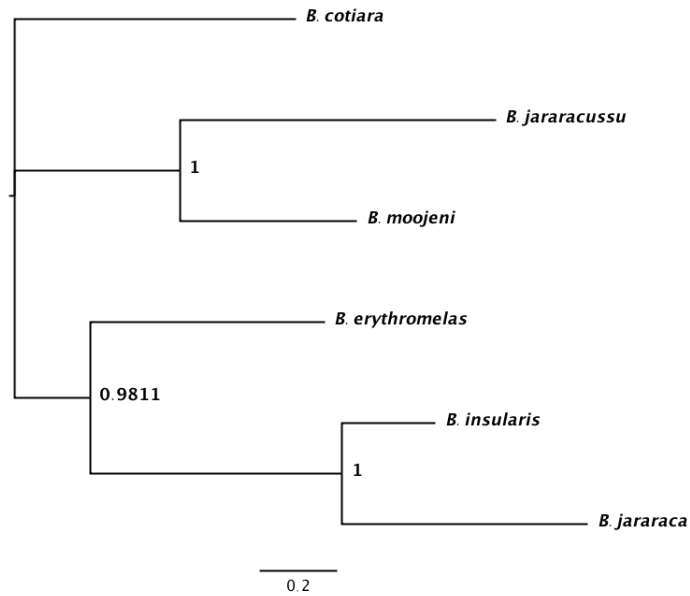 B. cotiara
B. jararacussu
1
B. moojeni
B. erythromelas
0.9811
B. insularis
1
B. jararaca
0.2